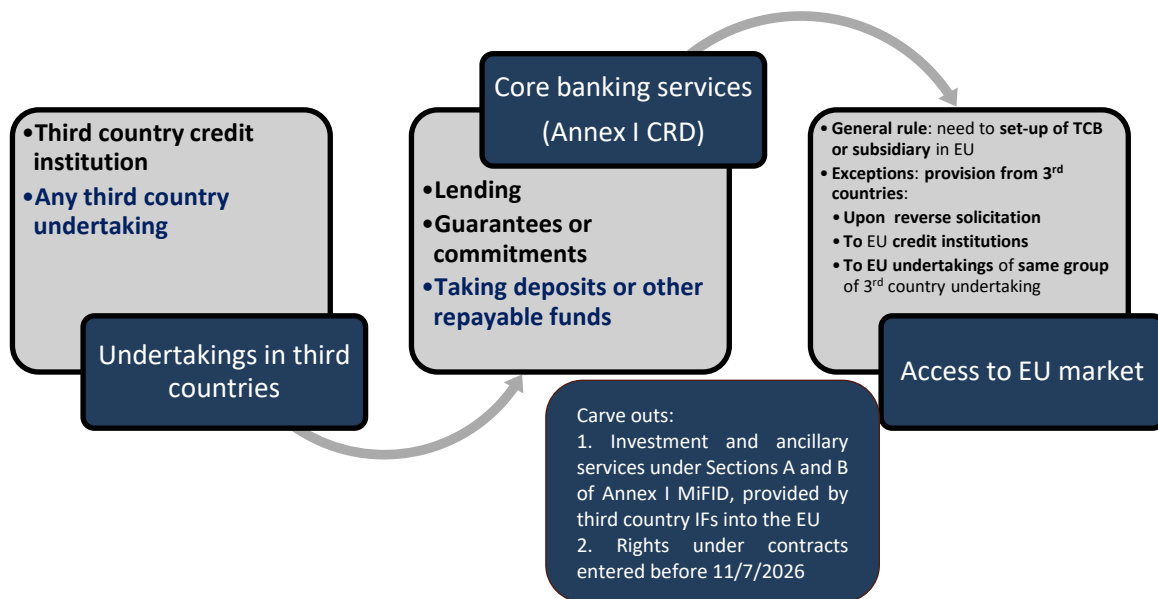 •Third country credit
institution
•Any third country
undertaking
Undertakings in third
countries
Core banking services
(Annex I CRD)
•Lending
•Guarantees or
commitments
•Taking deposits or other
repayable funds
• General rule: need to set-up of TCB
or subsidiary in EU
• Exceptions: provision from 3rd
countries:
• Upon reverse solicitation
• To EU credit institutions
• To EU undertakings of same group
of 3rd country undertaking
Access to EU market
Carve outs:
1. Investment and ancillary
services under Sections A and B
of Annex I MiFID, provided by
third country IFs into the EU
2. Rights under contracts
entered before 11/7/2026